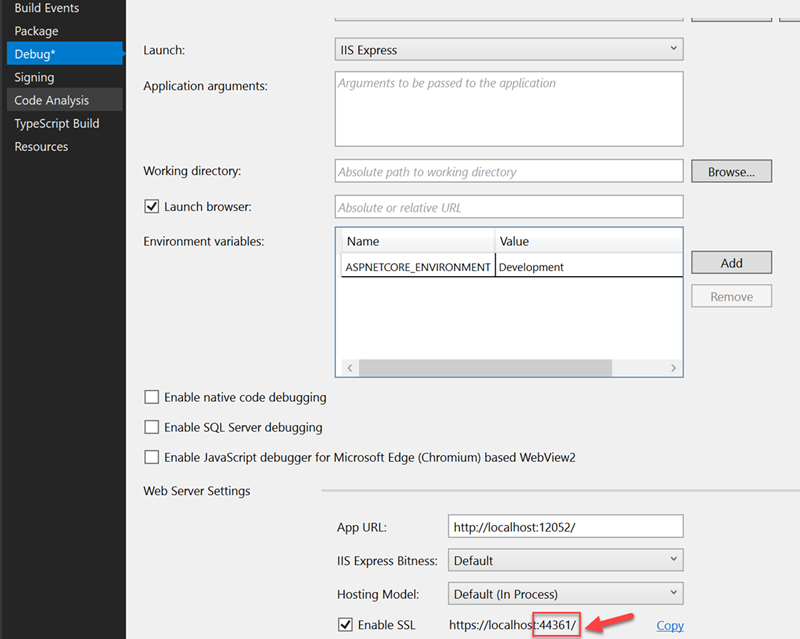 Build Events
Package
Debug*
Signing
Code Analysis
TypeScript Build
Resources
Launch: IIS Express
Application arguments: Arguments to be passed to the application
Working directory: Absolute path to working directory Browse...
Launch browser: Absolute or relative URL
Environment variables: Name Value
ASPNETCORE_ENVIRONMENT Development
Add
Remove
Enable native code debugging
Enable SQL Server debugging
Enable JavaScript debugger for Microsoft Edge (Chromium) based WebView2
Web Server Settings
App URL: http://localhost:12052/
IIS Express Bitness: Default
Hosting Model: Default (In Process)
Enable SSL https://localhost:44361/ Copy